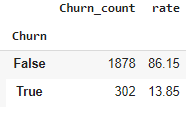 Churn_count rate
Churn
False 1878 86.15
True 302 13.85